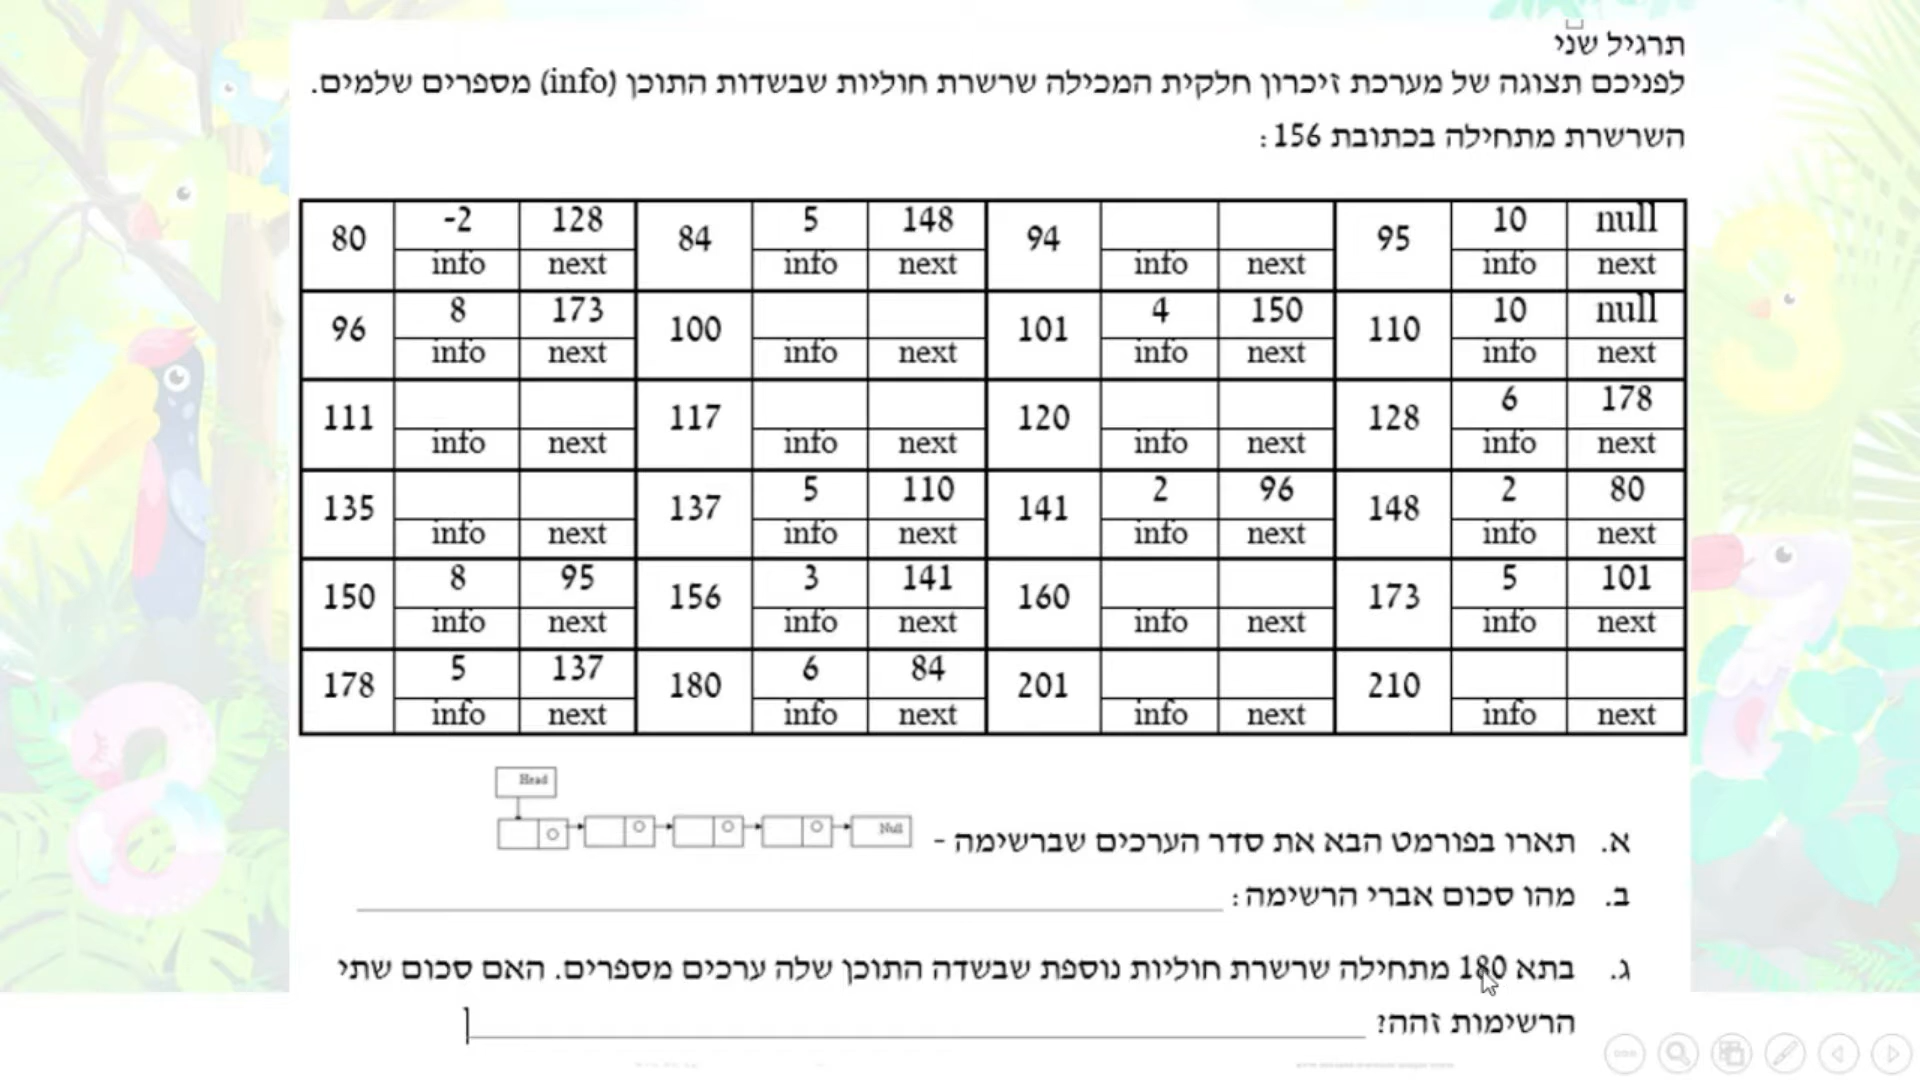 תרגיל שני
לפניכם תצוגה של מערכת זיכרון חלקית המכילה שרשרת חוליות שבשדות התוכן (info) מספרים שלמים.
השרשרת מתחילה בכתובת 156:
80 -2 128 84 5 148 94 95 10 null
info next info next info next info next
96 8 173 100 101 4 150 110 10 null
info next info next info next info next
111 117 120 128 6 178
info next info next info next info next
135 137 5 110 141 2 96 148 2 80
info next info next info next info next
150 8 95 156 3 141 160 173 5 101
info next info next info next info next
178 5 137 180 6 84 201 210
info next info next info next info next
Head
Null
א. תארו בפורמט הבא את סדר הערכים שברשימה -
ב. מהו סכום אברי הרשימה:
ג. בתא 180 מתחילה שרשרת חוליות נוספת שבשדה התוכן שלה ערכים מספרים. האם סכום שתי
הרשימות זהה?